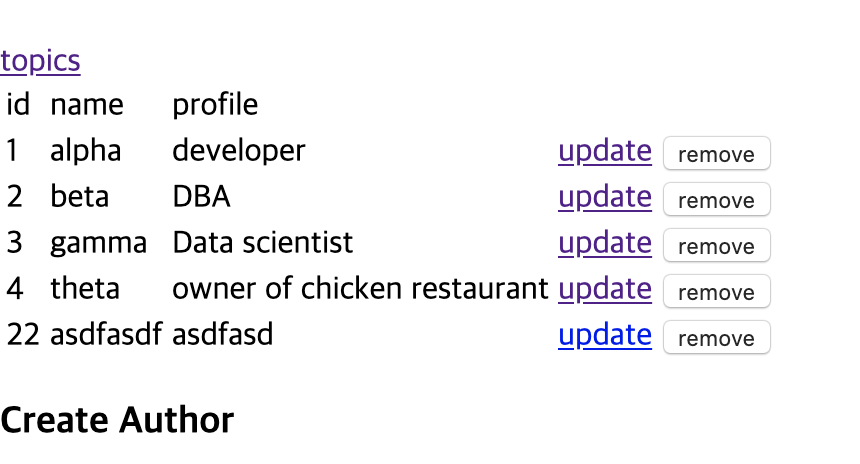 topics
id name profile
1 alpha developer update remove
2 beta DBA update remove
3 gamma Data scientist update remove
4 theta owner of chicken restaurant update remove
22 asdfasdf asdfasd update remove
Create Author